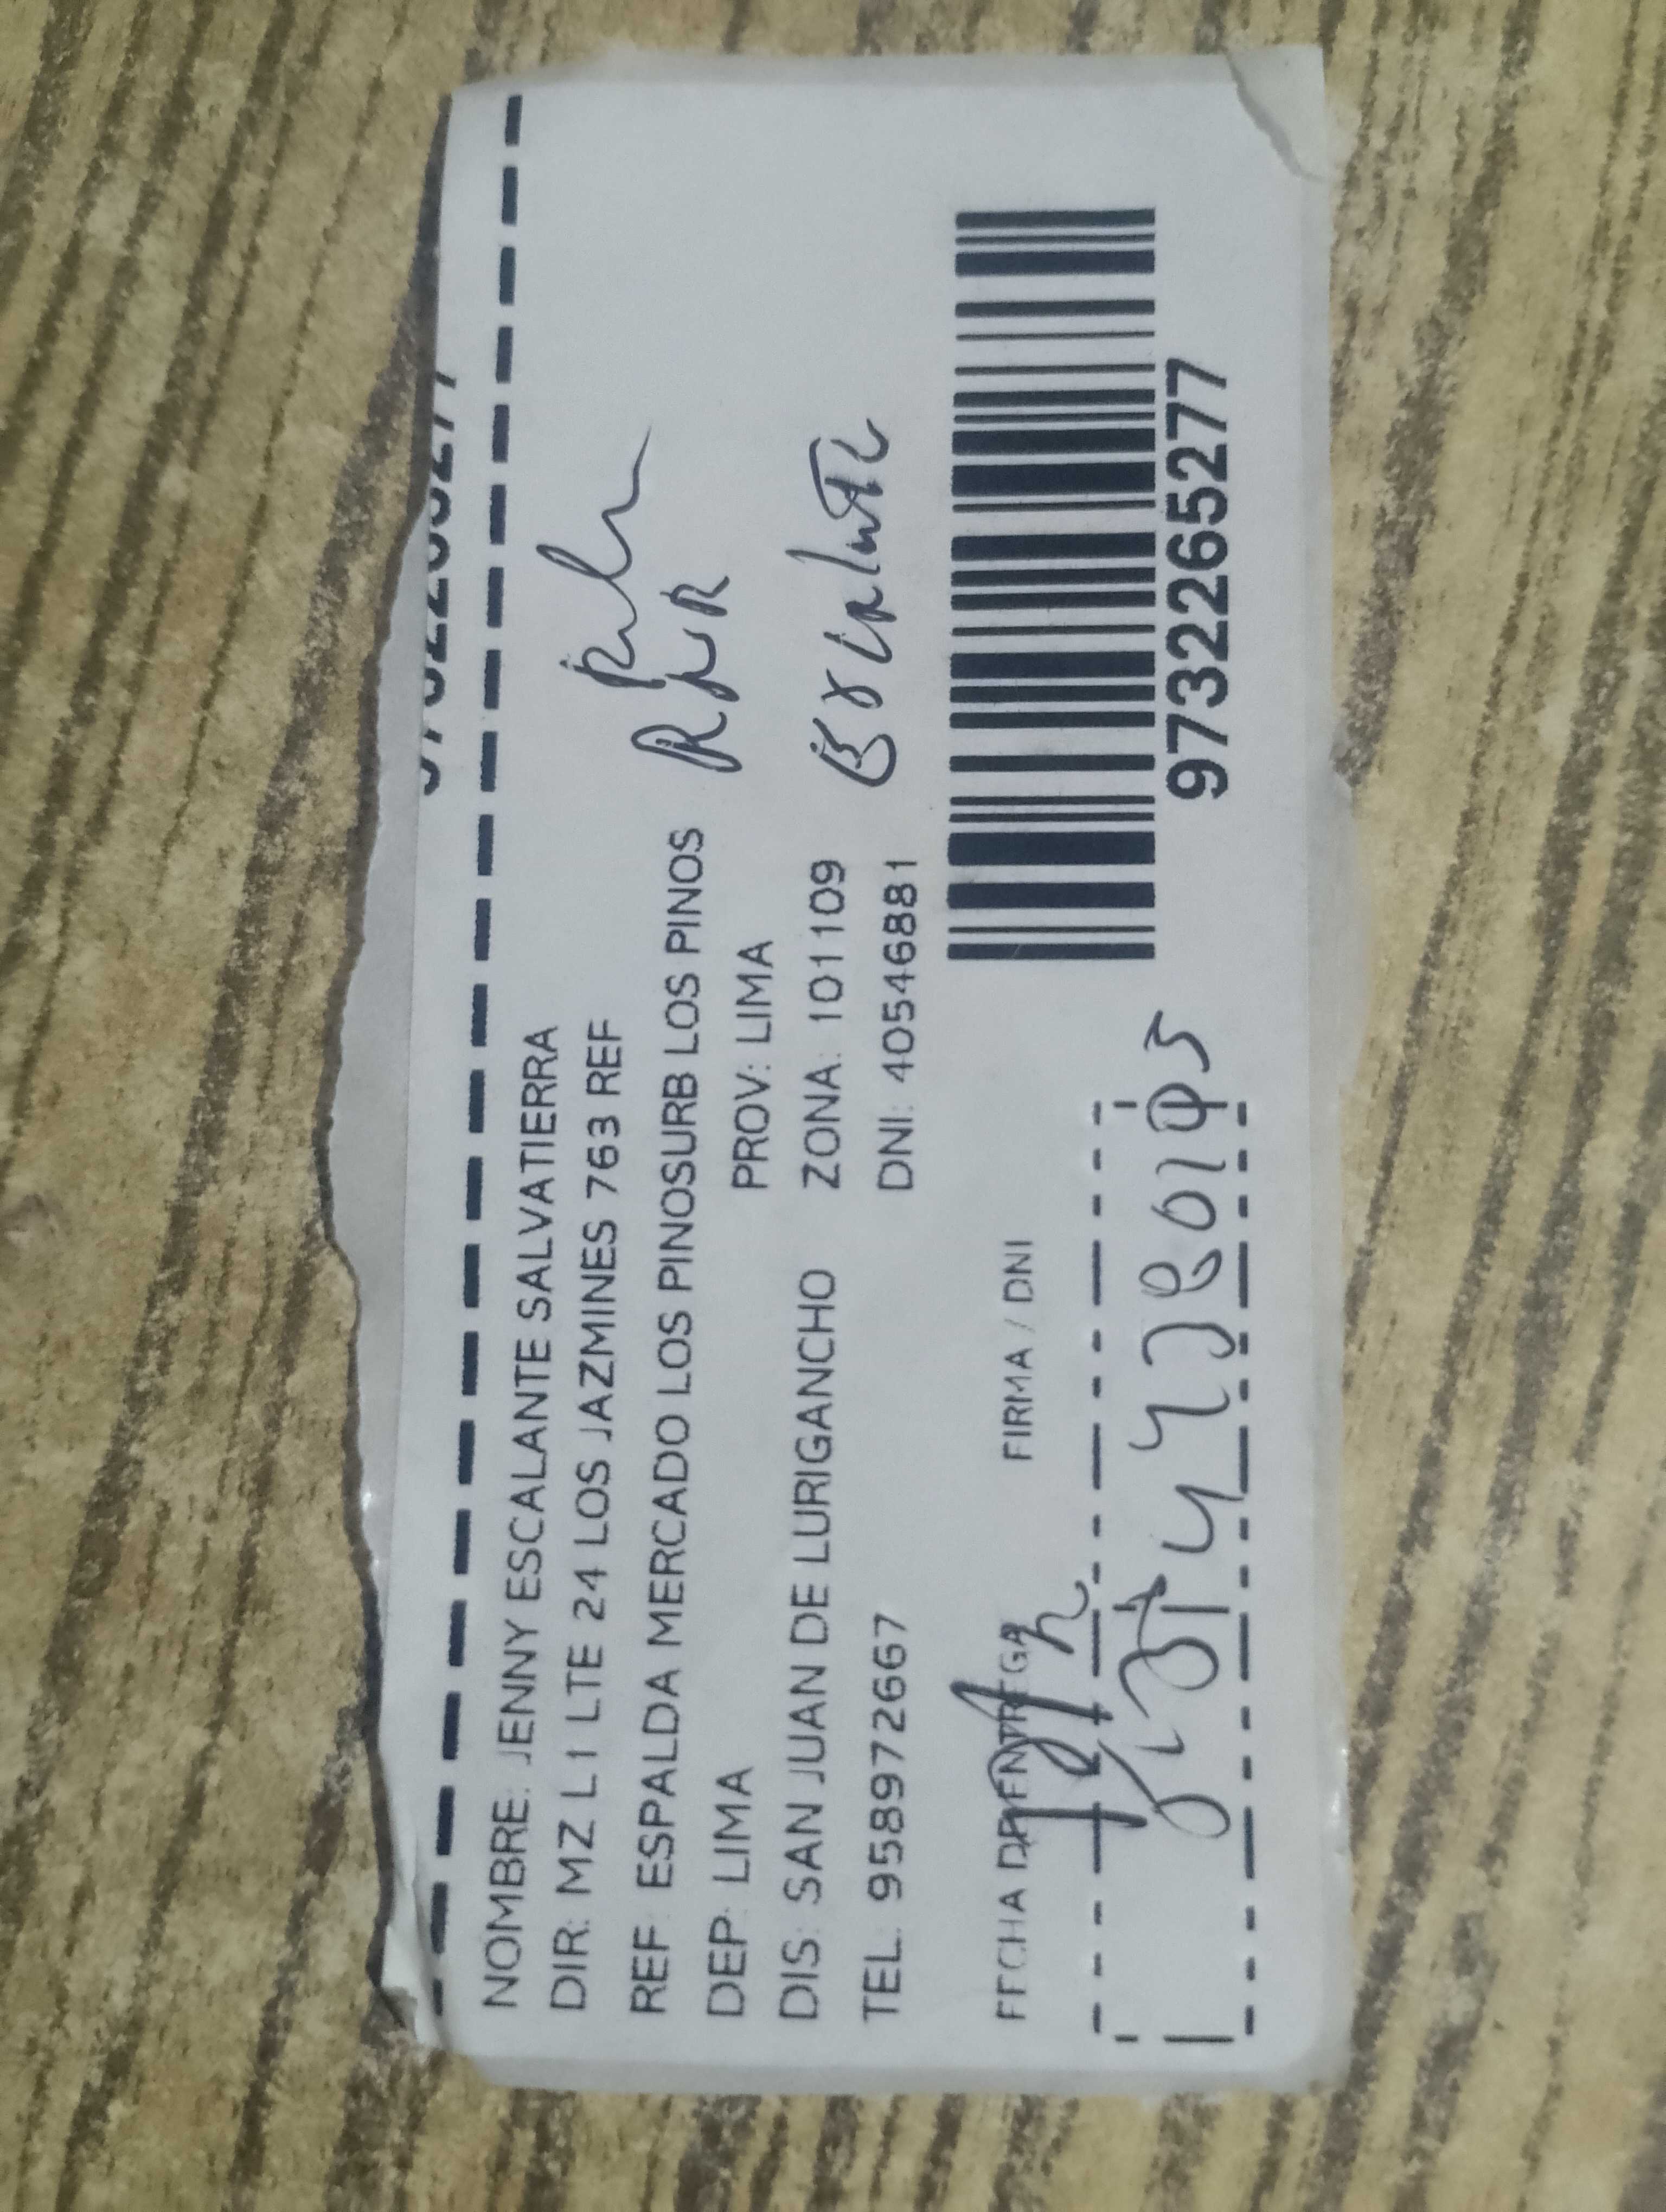 NOMBRE: JENNY ESCALANTE SALVATIERRA
DIR: MZ L1 LTE 24 LOS JAZMINES 763 REF
REF: ESPALDA MERCADO LOS PINOSURB LOS PINOS
DEP: LIMA PROV: LIMA
DIS: SAN JUAN DE LURIGANCHO ZONA: 101109
TEL: 958972667 DNI: 40546881
FECHA DE ENTREGA FIRMA / DNI
97322265277
Escalante